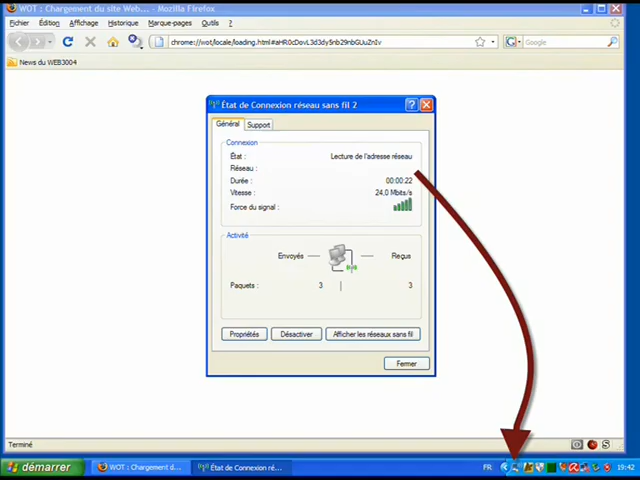 WOT : Chargement du site Web... - Mozilla Firefox
Fichier Édition Affichage Historique Marque-pages Outils ?
chrome://wot/locale/loading.html#aHR0cDovL3d3dy5nb29nbGUuZnIv
Google
News du WEB3004
État de Connexion réseau sans fil 2
Général Support
Connexion
État : Lecture de l'adresse réseau
Réseau :
Durée : 00:00:22
Vitesse : 24,0 Mbits/s
Force du signal :
Activité
Envoyés Reçus
Paquets : 3 3
Propriétés Désactiver Afficher les réseaux sans fil
Fermer
Terminé
démarrer WOT : Chargement d... État de Connexion ré... FR 19:42